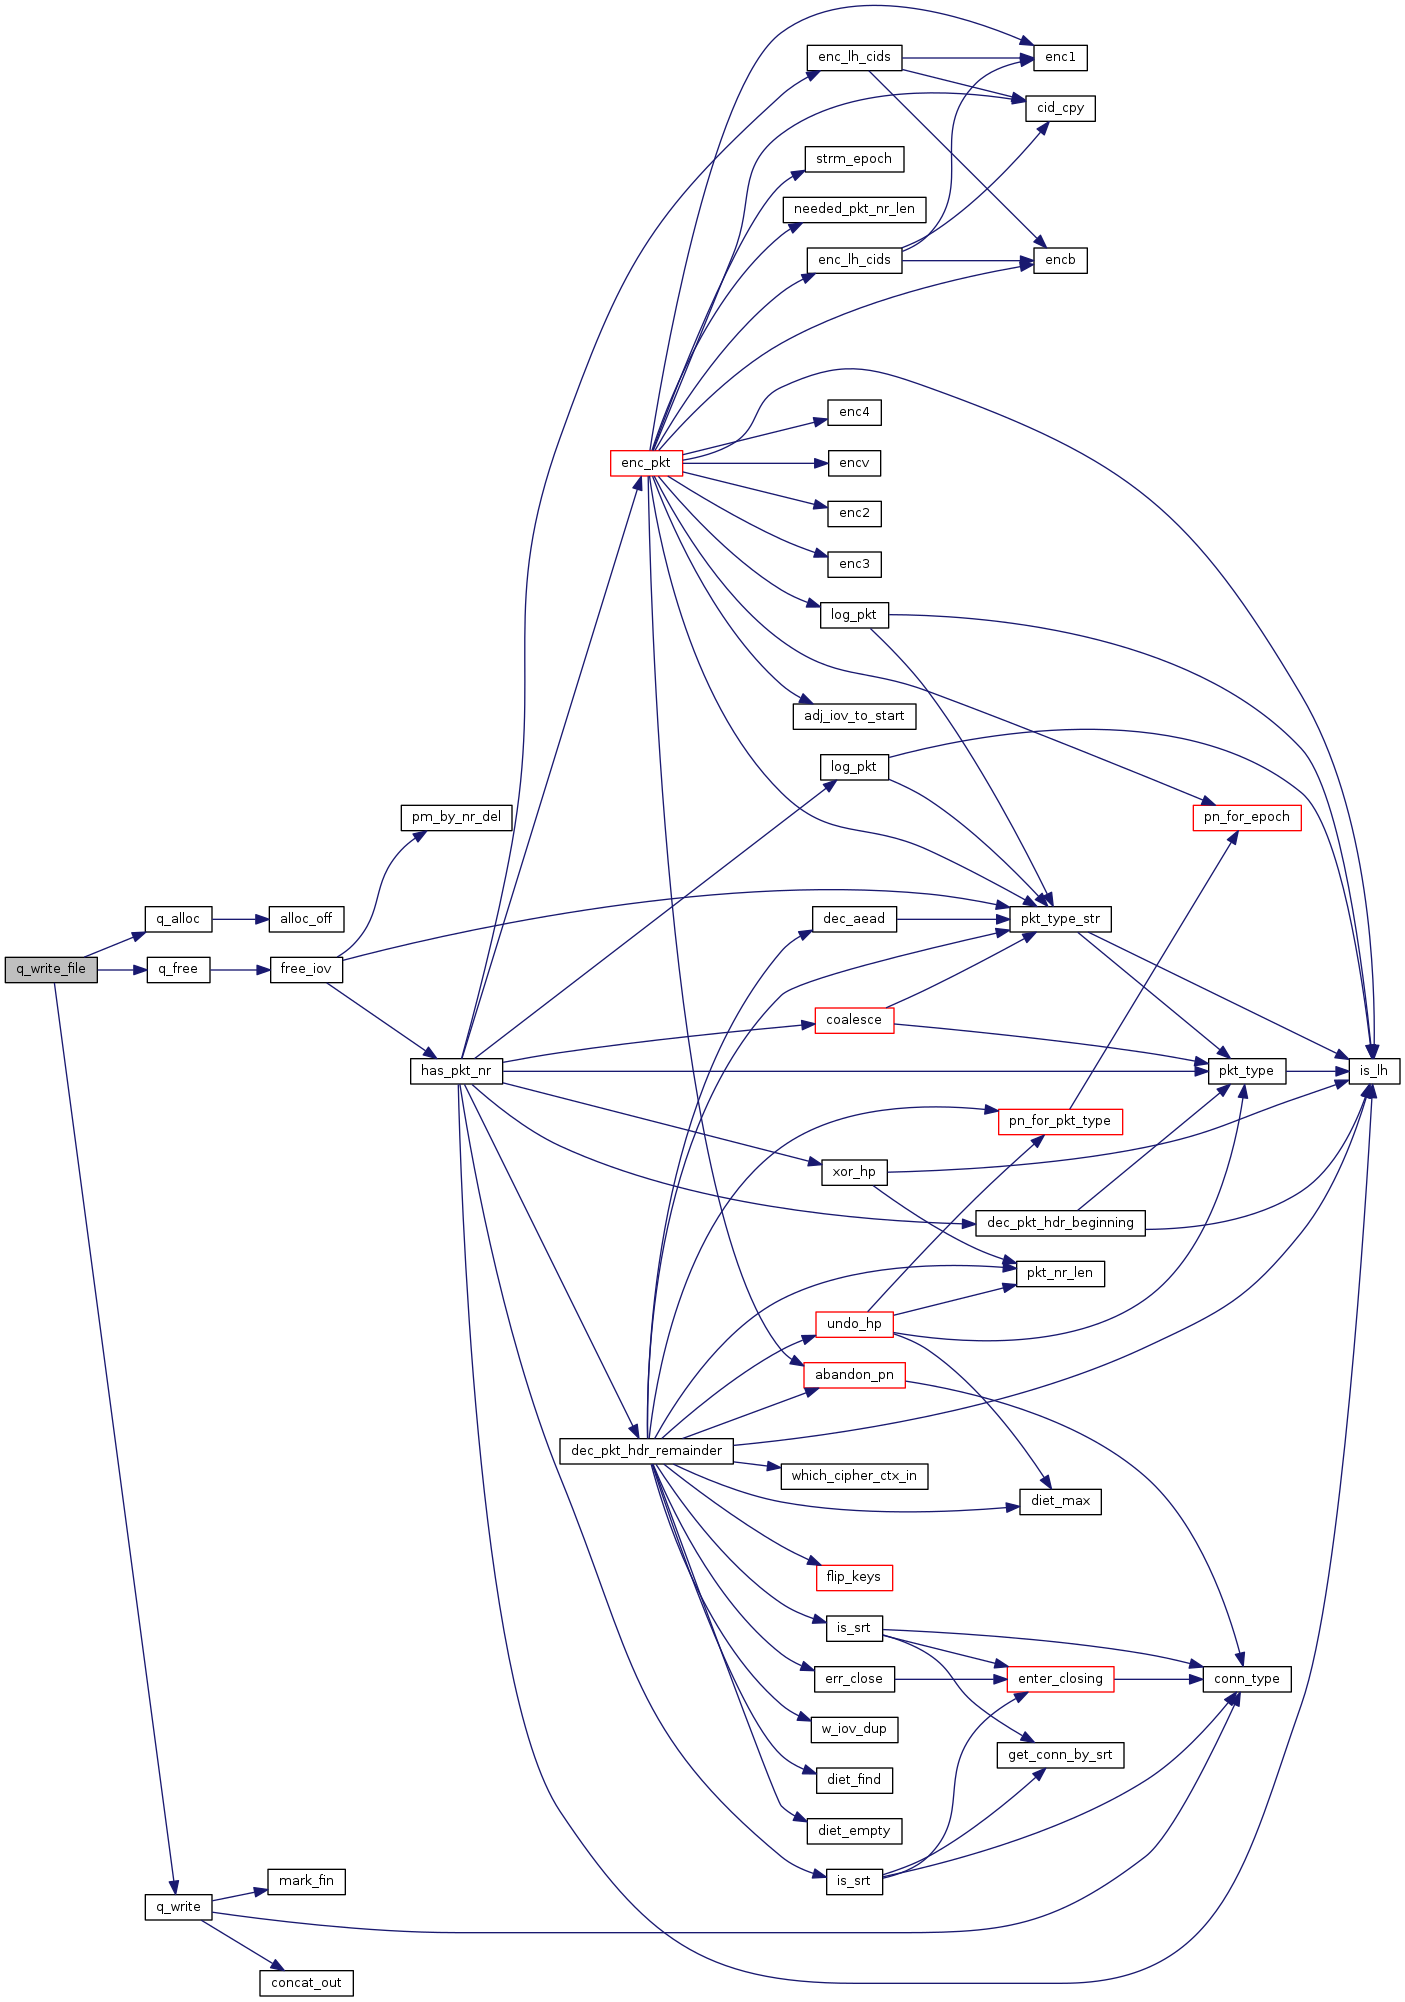 enc_lh_cids
enc1
cid_cpy
strm_epoch
needed_pkt_nr_len
enc_lh_cids
encb
enc4
enc_pkt
encv
enc2
enc3
log_pkt
adj_iov_to_start
log_pkt
pm_by_nr_del
pn_for_epoch
q_alloc
alloc_off
dec_aead
pkt_type_str
q_write_file
q_free
free_iov
coalesce
has_pkt_nr
pkt_type
is_lh
pn_for_pkt_type
xor_hp
dec_pkt_hdr_beginning
pkt_nr_len
undo_hp
abandon_pn
dec_pkt_hdr_remainder
which_cipher_ctx_in
diet_max
flip_keys
is_srt
err_close
enter_closing
conn_type
w_iov_dup
get_conn_by_srt
diet_find
diet_empty
is_srt
mark_fin
q_write
concat_out